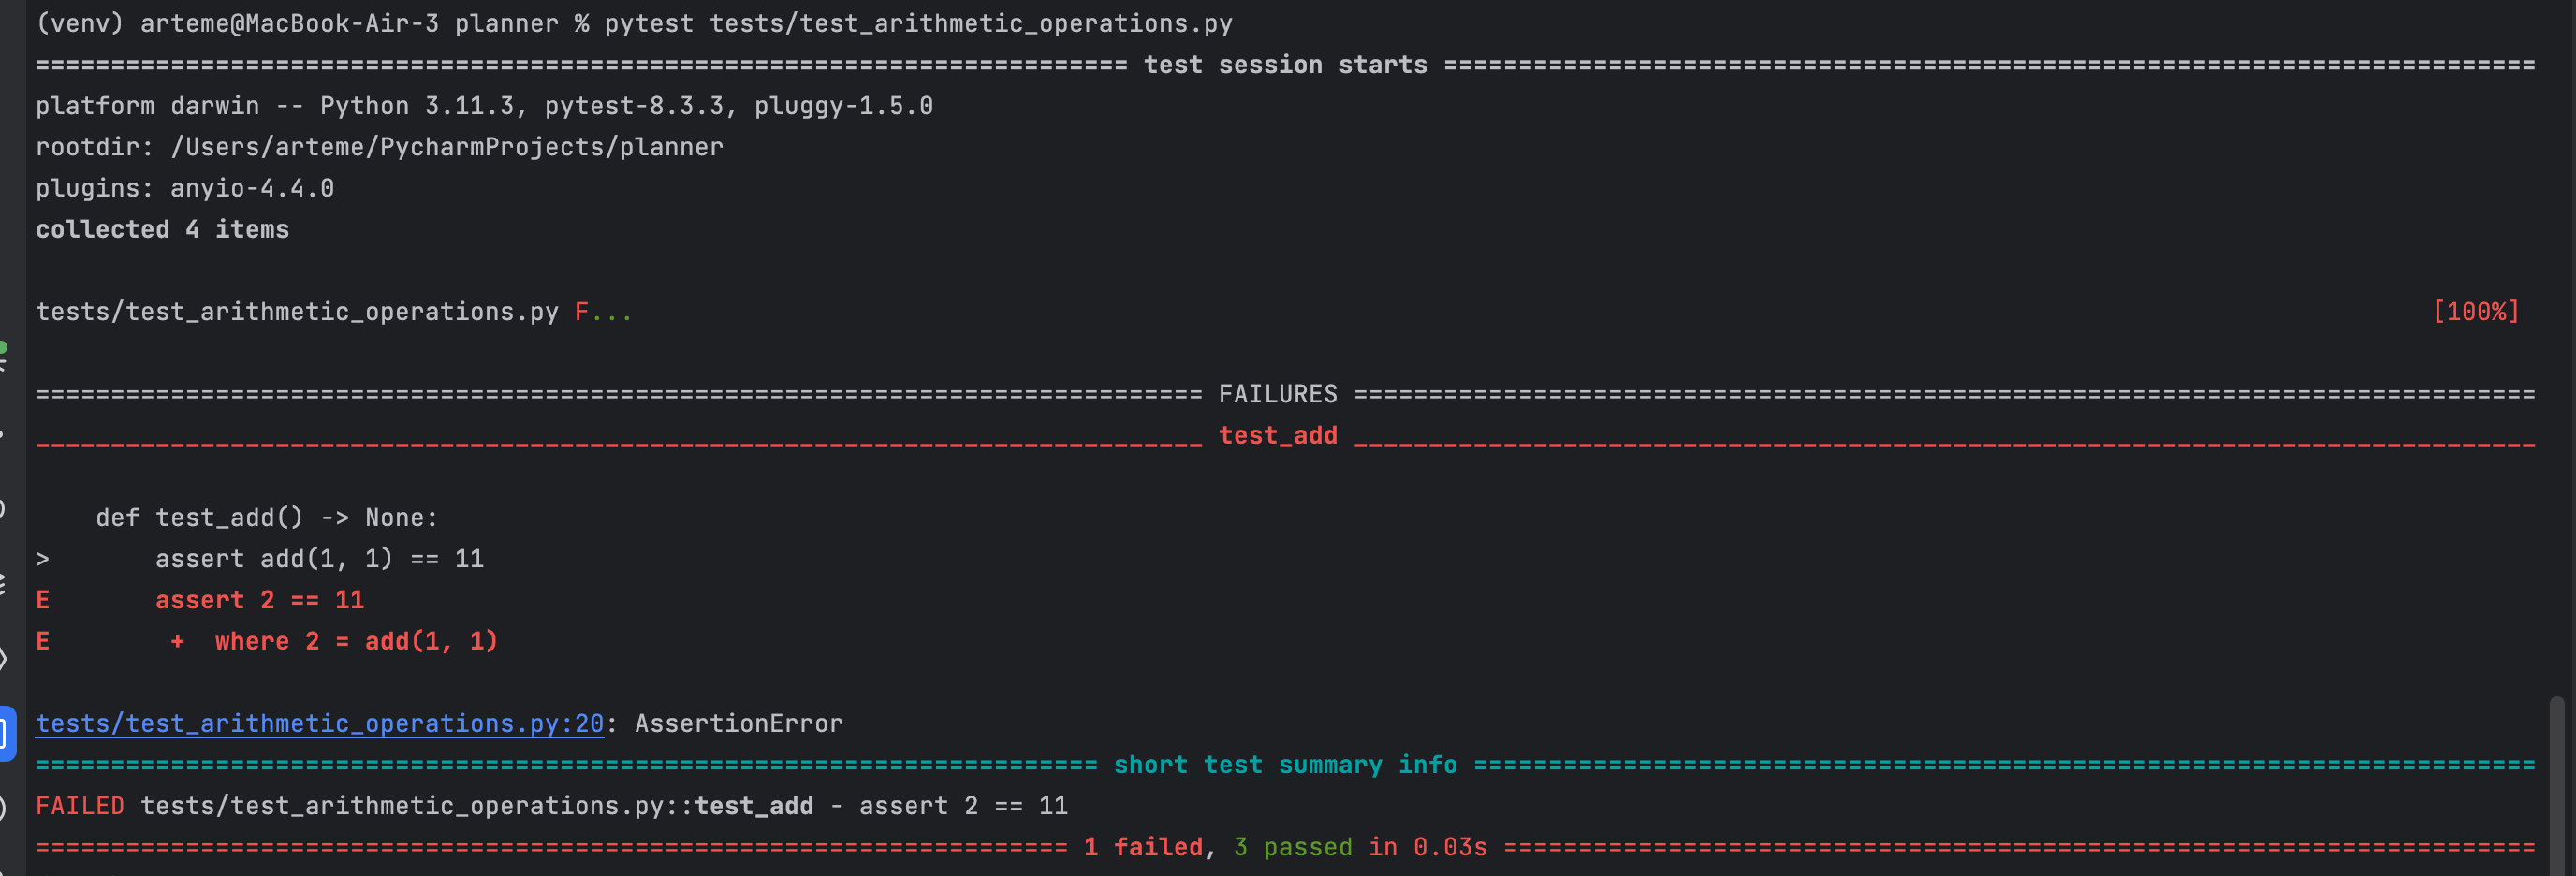 (venv) arteme@MacBook-Air-3 planner % pytest tests/test_arithmetic_operations.py
========================================================================= test session starts =========================================================================
platform darwin -- Python 3.11.3, pytest-8.3.3, pluggy-1.5.0
rootdir: /Users/arteme/PycharmProjects/planner
plugins: anyio-4.4.0
collected 4 items
tests/test_arithmetic_operations.py F... [100%]
============================================================================== FAILURES ===============================================================================
______________________________________________________________________________ test_add _______________________________________________________________________________
    def test_add() -> None:
>       assert add(1, 1) == 11
E       assert 2 == 11
E        +  where 2 = add(1, 1)
tests/test_arithmetic_operations.py:20: AssertionError
======================================================================= short test summary info =======================================================================
FAILED tests/test_arithmetic_operations.py::test_add - assert 2 == 11
===================================================================== 1 failed, 3 passed in 0.03s =====================================================================